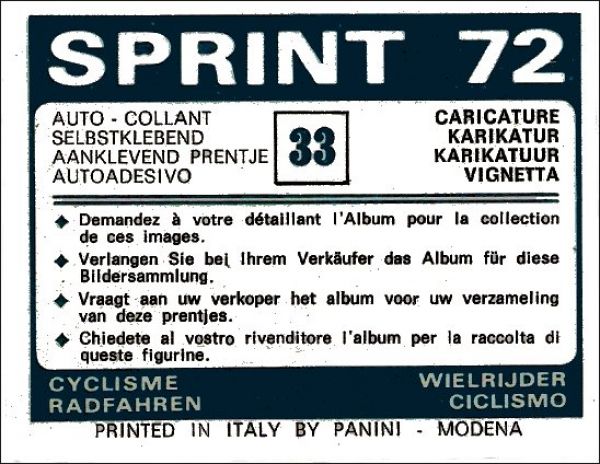 SPRINT 72
AUTO - COLLANT
SELBSTKLEBEND
AANKLEVEND PRENTJE
AUTOADESIVO
33
CARICATURE
KARIKATUR
KARIKATUUR
VIGNETTA
Demandez à votre détaillant l'Album pour la collection
de ces images.
Verlangen Sie bei Ihrem Verkäufer das Album für diese
Bildersammlung.
Vraagt aan uw verkoper het album voor uw verzameling
van deze prentjes.
Chiedete al vostro rivenditore l'album per la raccolta di
queste figurine.
CYCLISME
RADFAHREN
WIELRIJDER
CICLISMO
PRINTED IN ITALY BY PANINI - MODENA